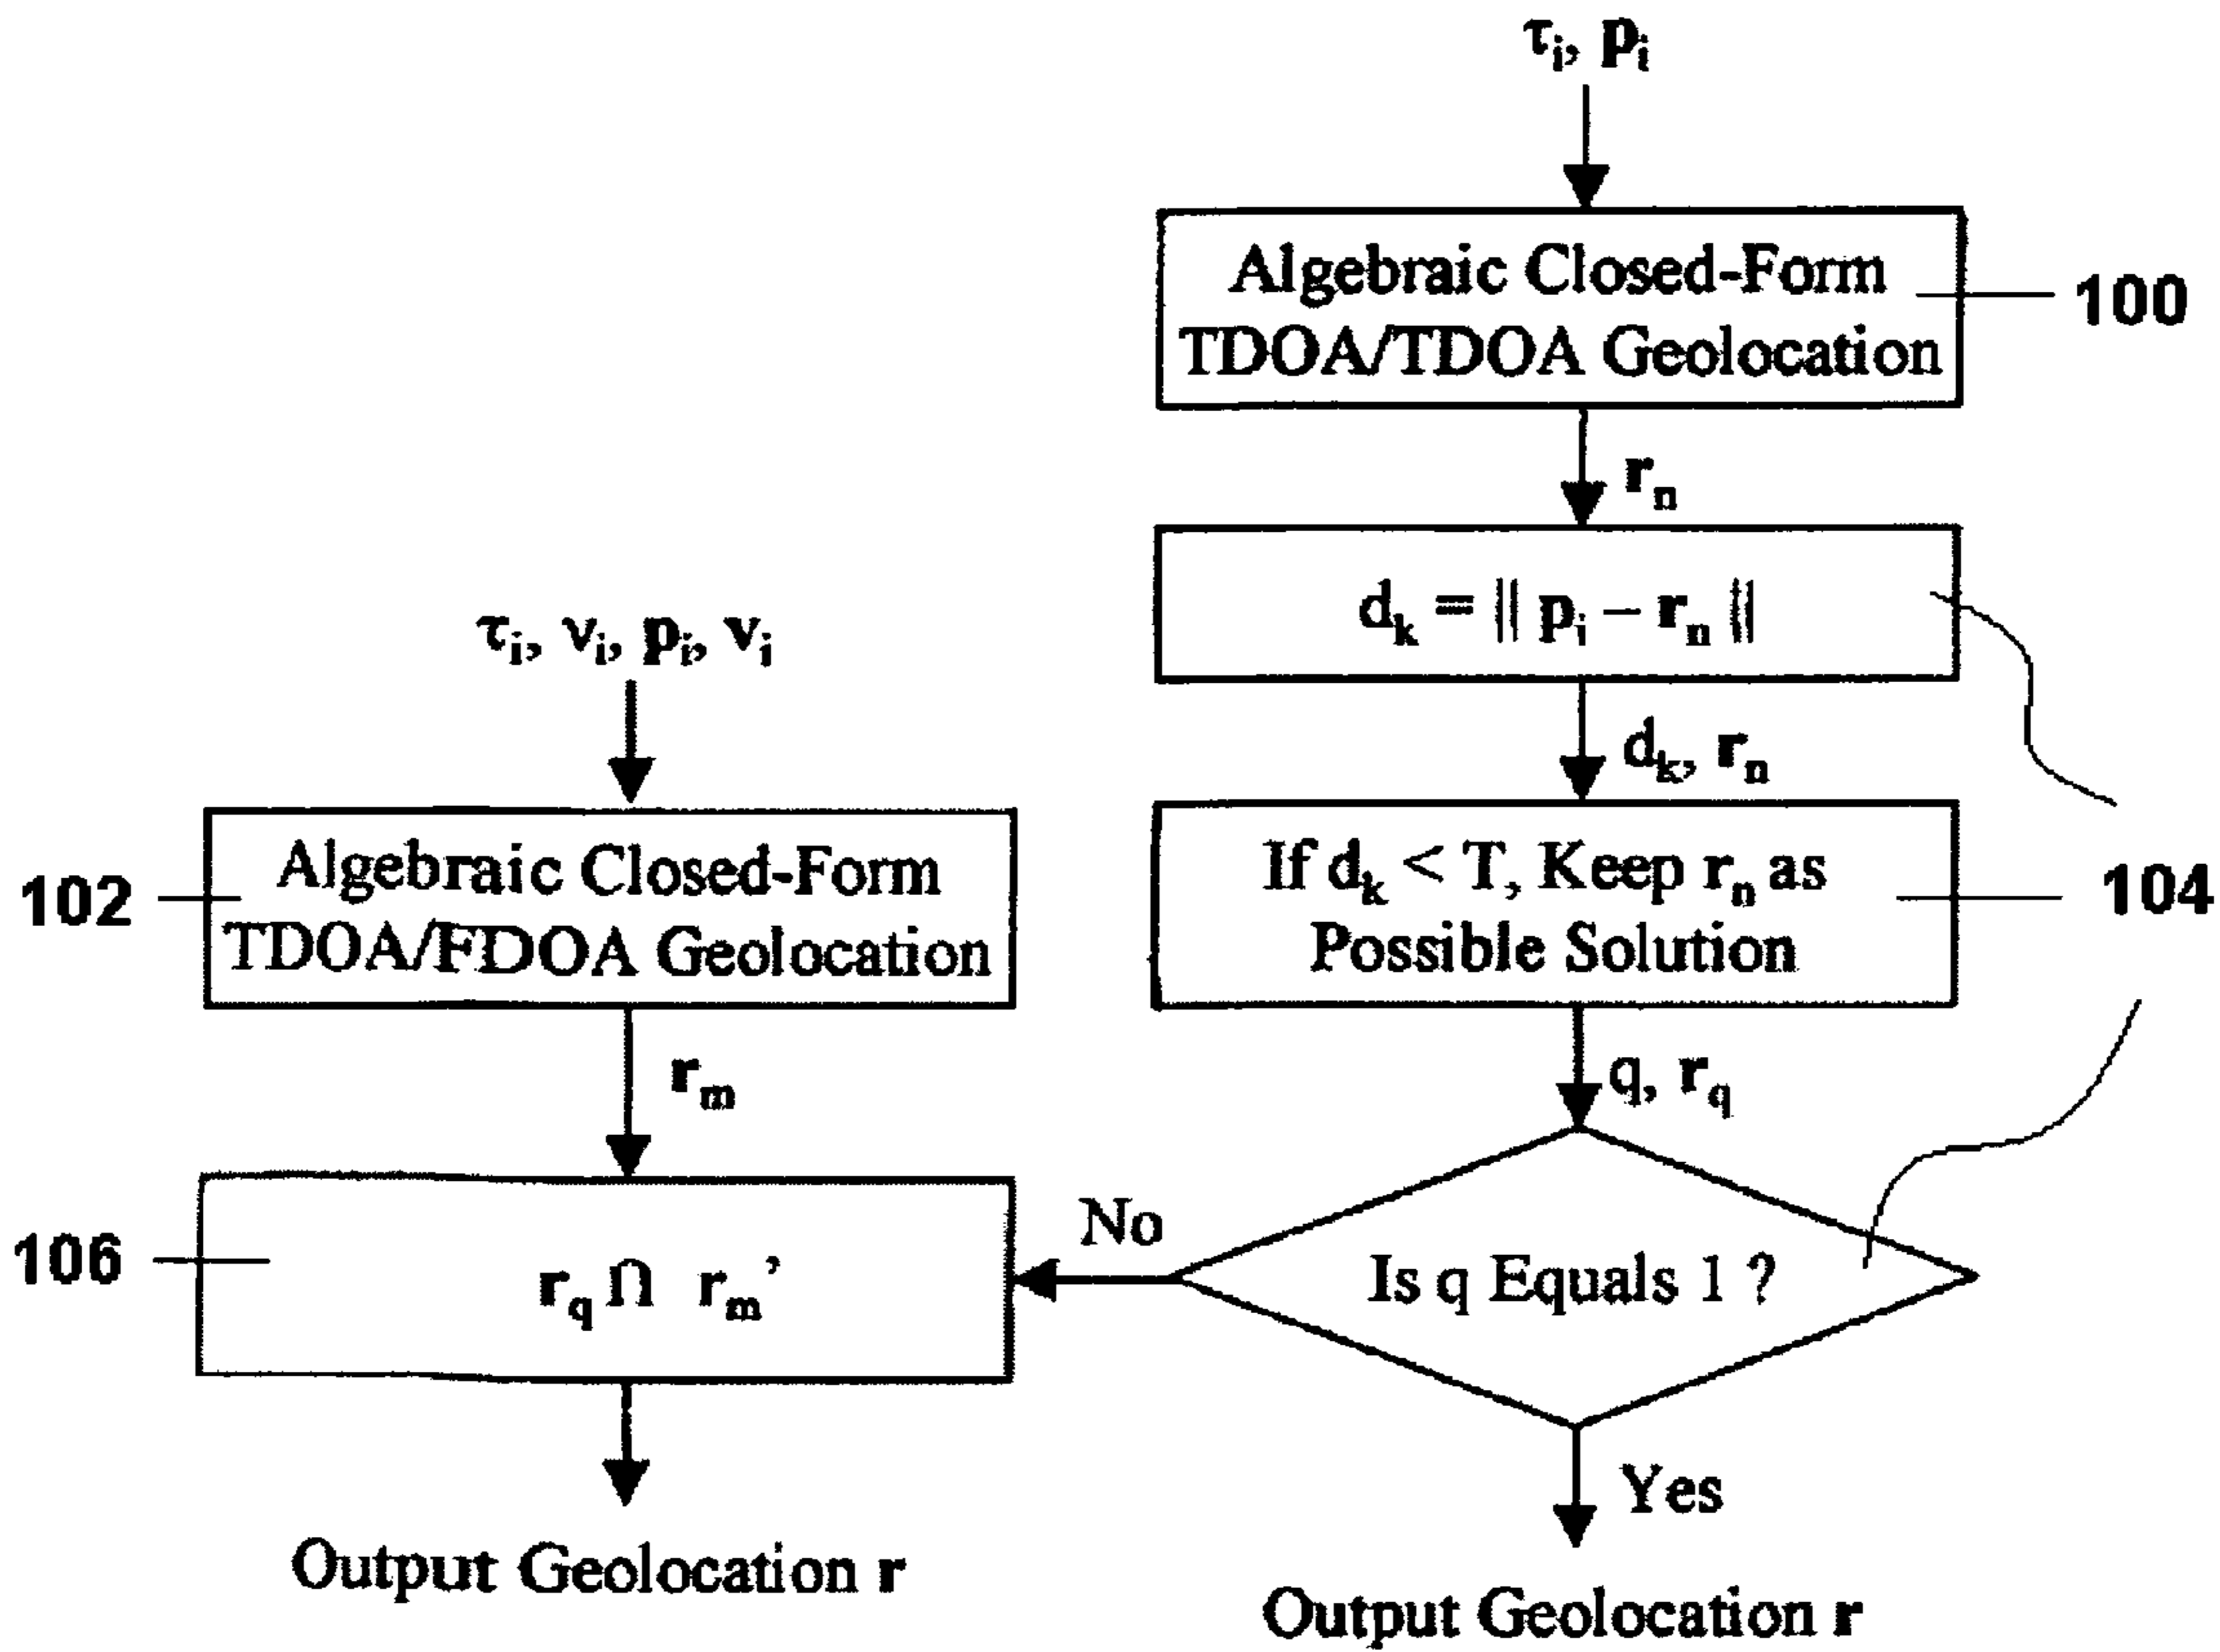 τi, pi
Algebraic Closed-Form
TDOA/TDOA Geolocation
100
rn
dk = || pi – rn ||
dk, rn
If dk < T, Keep rn as
Possible Solution
104
q, rq
Is q Equals 1 ?
No
Yes
Output Geolocation r
τi, νi, pi, vi
Algebraic Closed-Form
TDOA/FDOA Geolocation
102
rm
rq ∩ rm’
106
Output Geolocation r